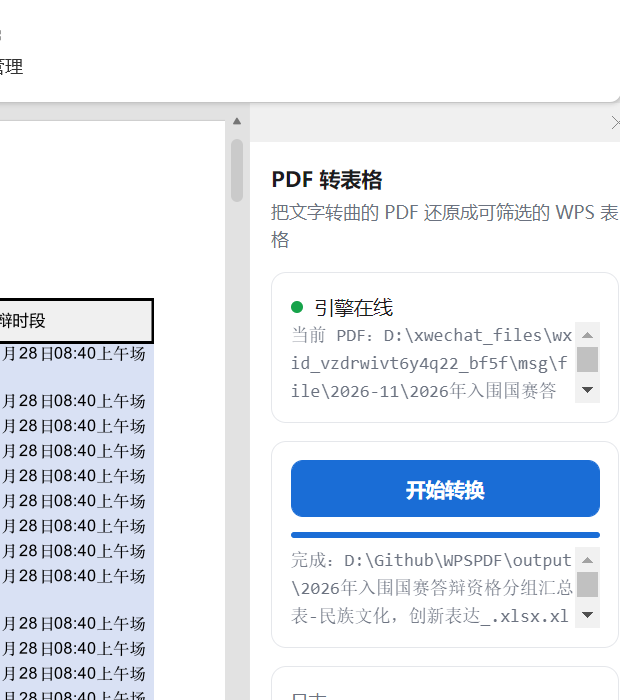 管理
PDF 转表格
把文字转曲的 PDF 还原成可筛选的 WPS 表
格
引擎在线
当前 PDF：D:\xwechat_files\wx
id_vzdrwivt6y4q22_bf5f\msg\f
ile\2026-11\2026年入围国赛答
开始转换
完成：D:\Github\WPSPDF\output
\2026年入围国赛答辩资格分组汇总
表-民族文化，创新表达_.xlsx.xl
辩时段
月28日08:40上午场
月28日08:40上午场
月28日08:40上午场
月28日08:40上午场
月28日08:40上午场
月28日08:40上午场
月28日08:40上午场
月28日08:40上午场
月28日08:40上午场
月28日08:40上午场
月28日08:40上午场
月28日08:40上午场
月28日08:40上午场